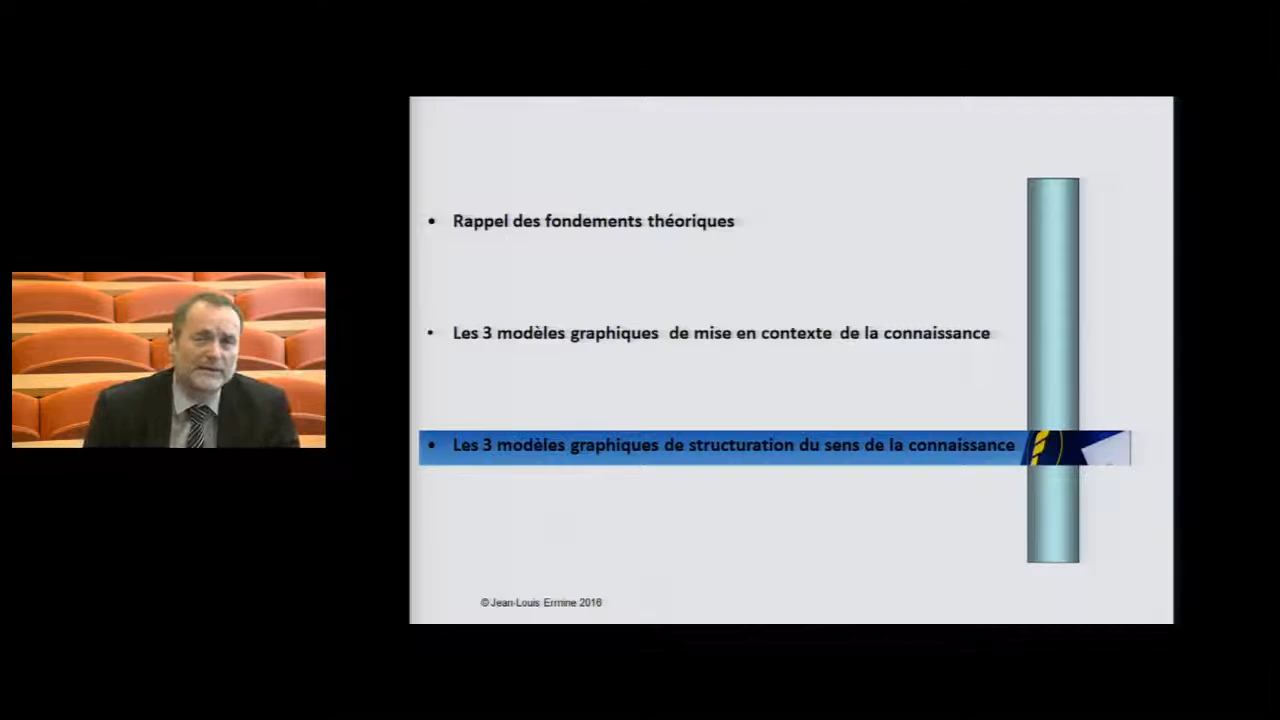 • Rappel des fondements théoriques
• Les 3 modèles graphiques de mise en contexte de la connaissance
• Les 3 modèles graphiques de structuration du sens de la connaissance
© Jean-Louis Ermine 2016